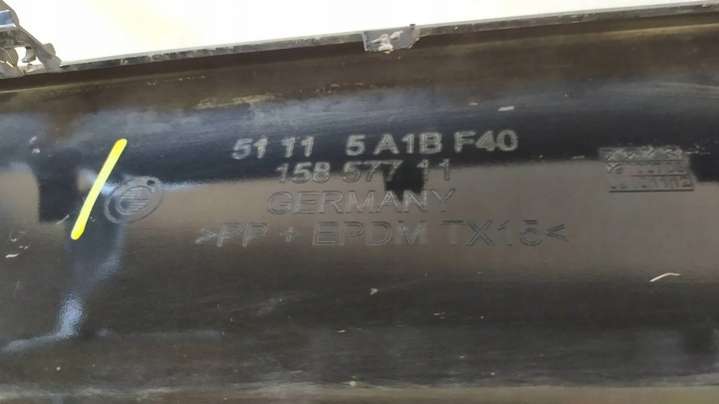 51 11 5 A1B F40
158 577 11
GERMANY
>PP + EPDM TX15<